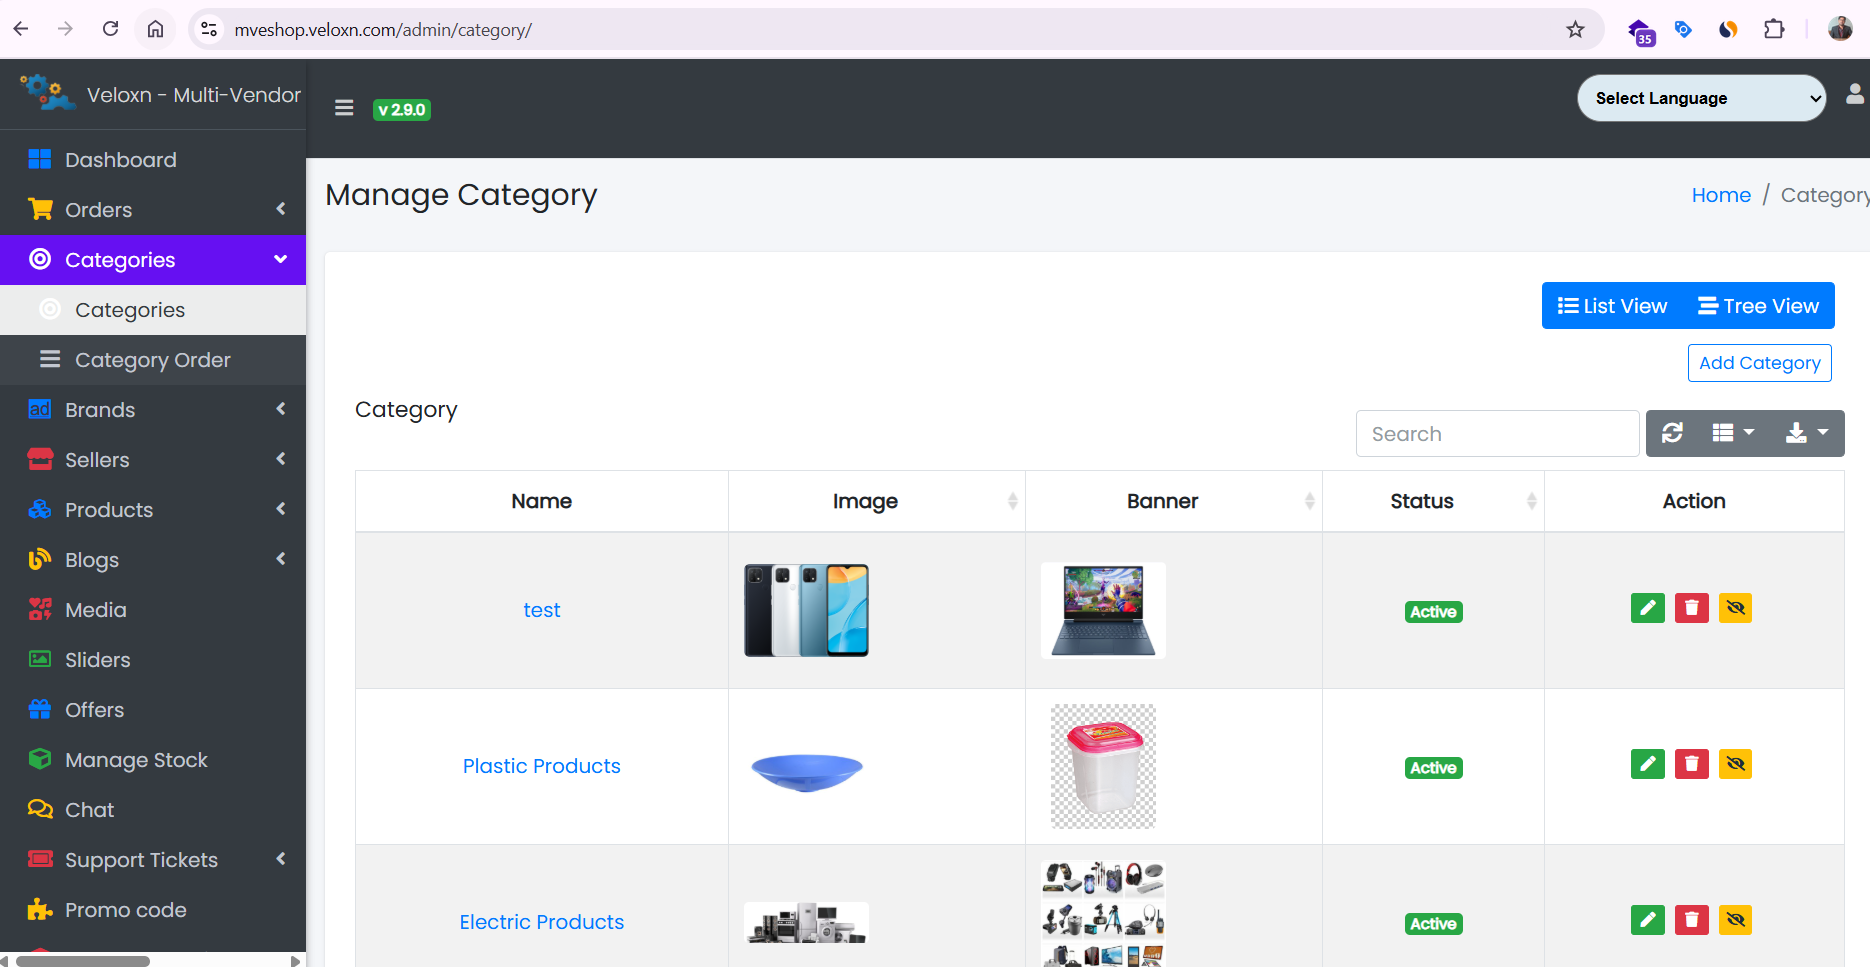 mveshop.veloxn.com/admin/category/
35
Veloxn - Multi-Vendor
v 2.9.0
Select Language
Dashboard
Orders
Categories
Categories
Category Order
Brands
Sellers
Products
Blogs
Media
Sliders
Offers
Manage Stock
Chat
Support Tickets
Promo code
Manage Category
Home / Category
List View
Tree View
Add Category
Category
Search
Name Image Banner Status Action
test Active
Plastic Products Active
Electric Products Active